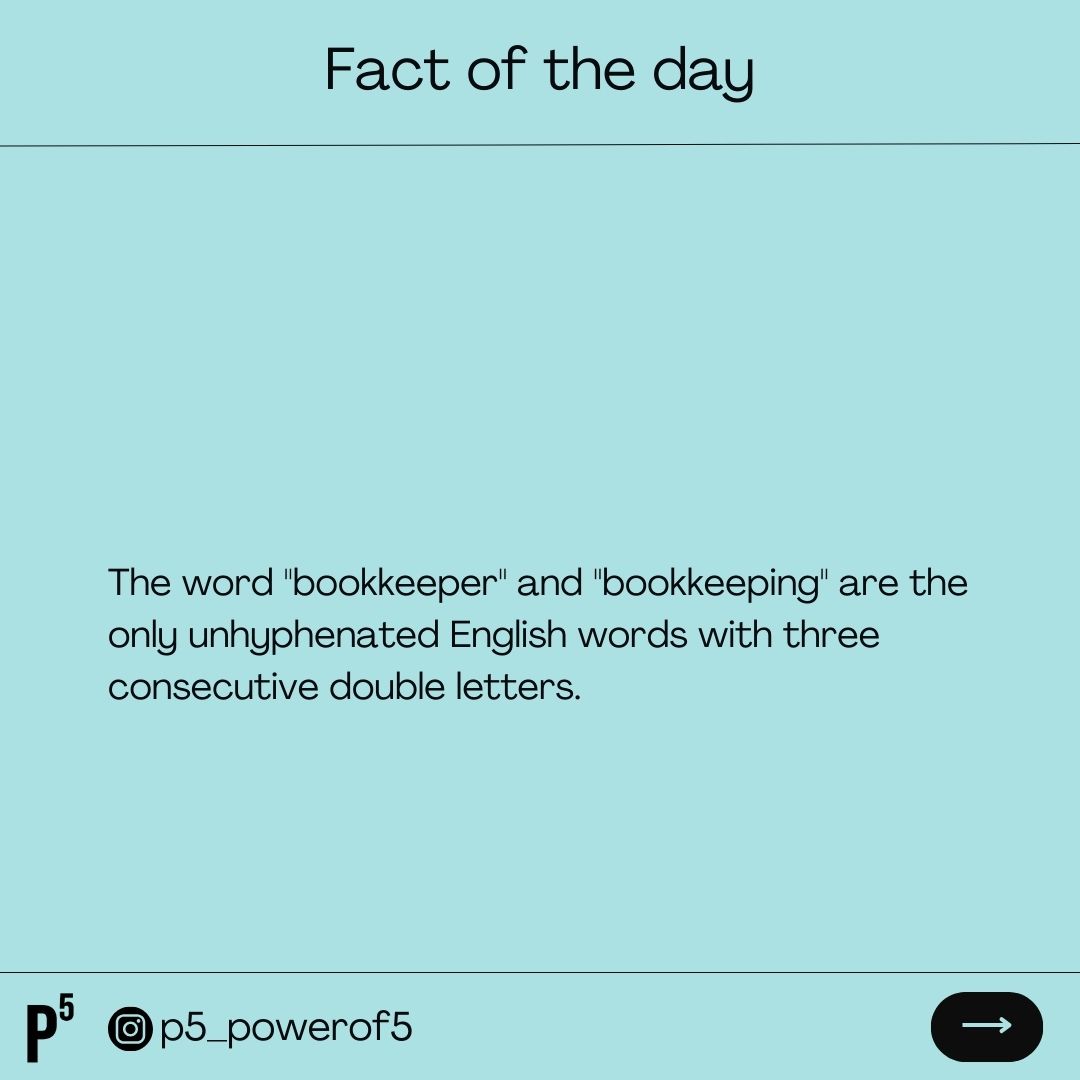 Fact of the day
The word "bookkeeper" and "bookkeeping" are the
only unhyphenated English words with three
consecutive double letters.
P⁵
p5_powerof5